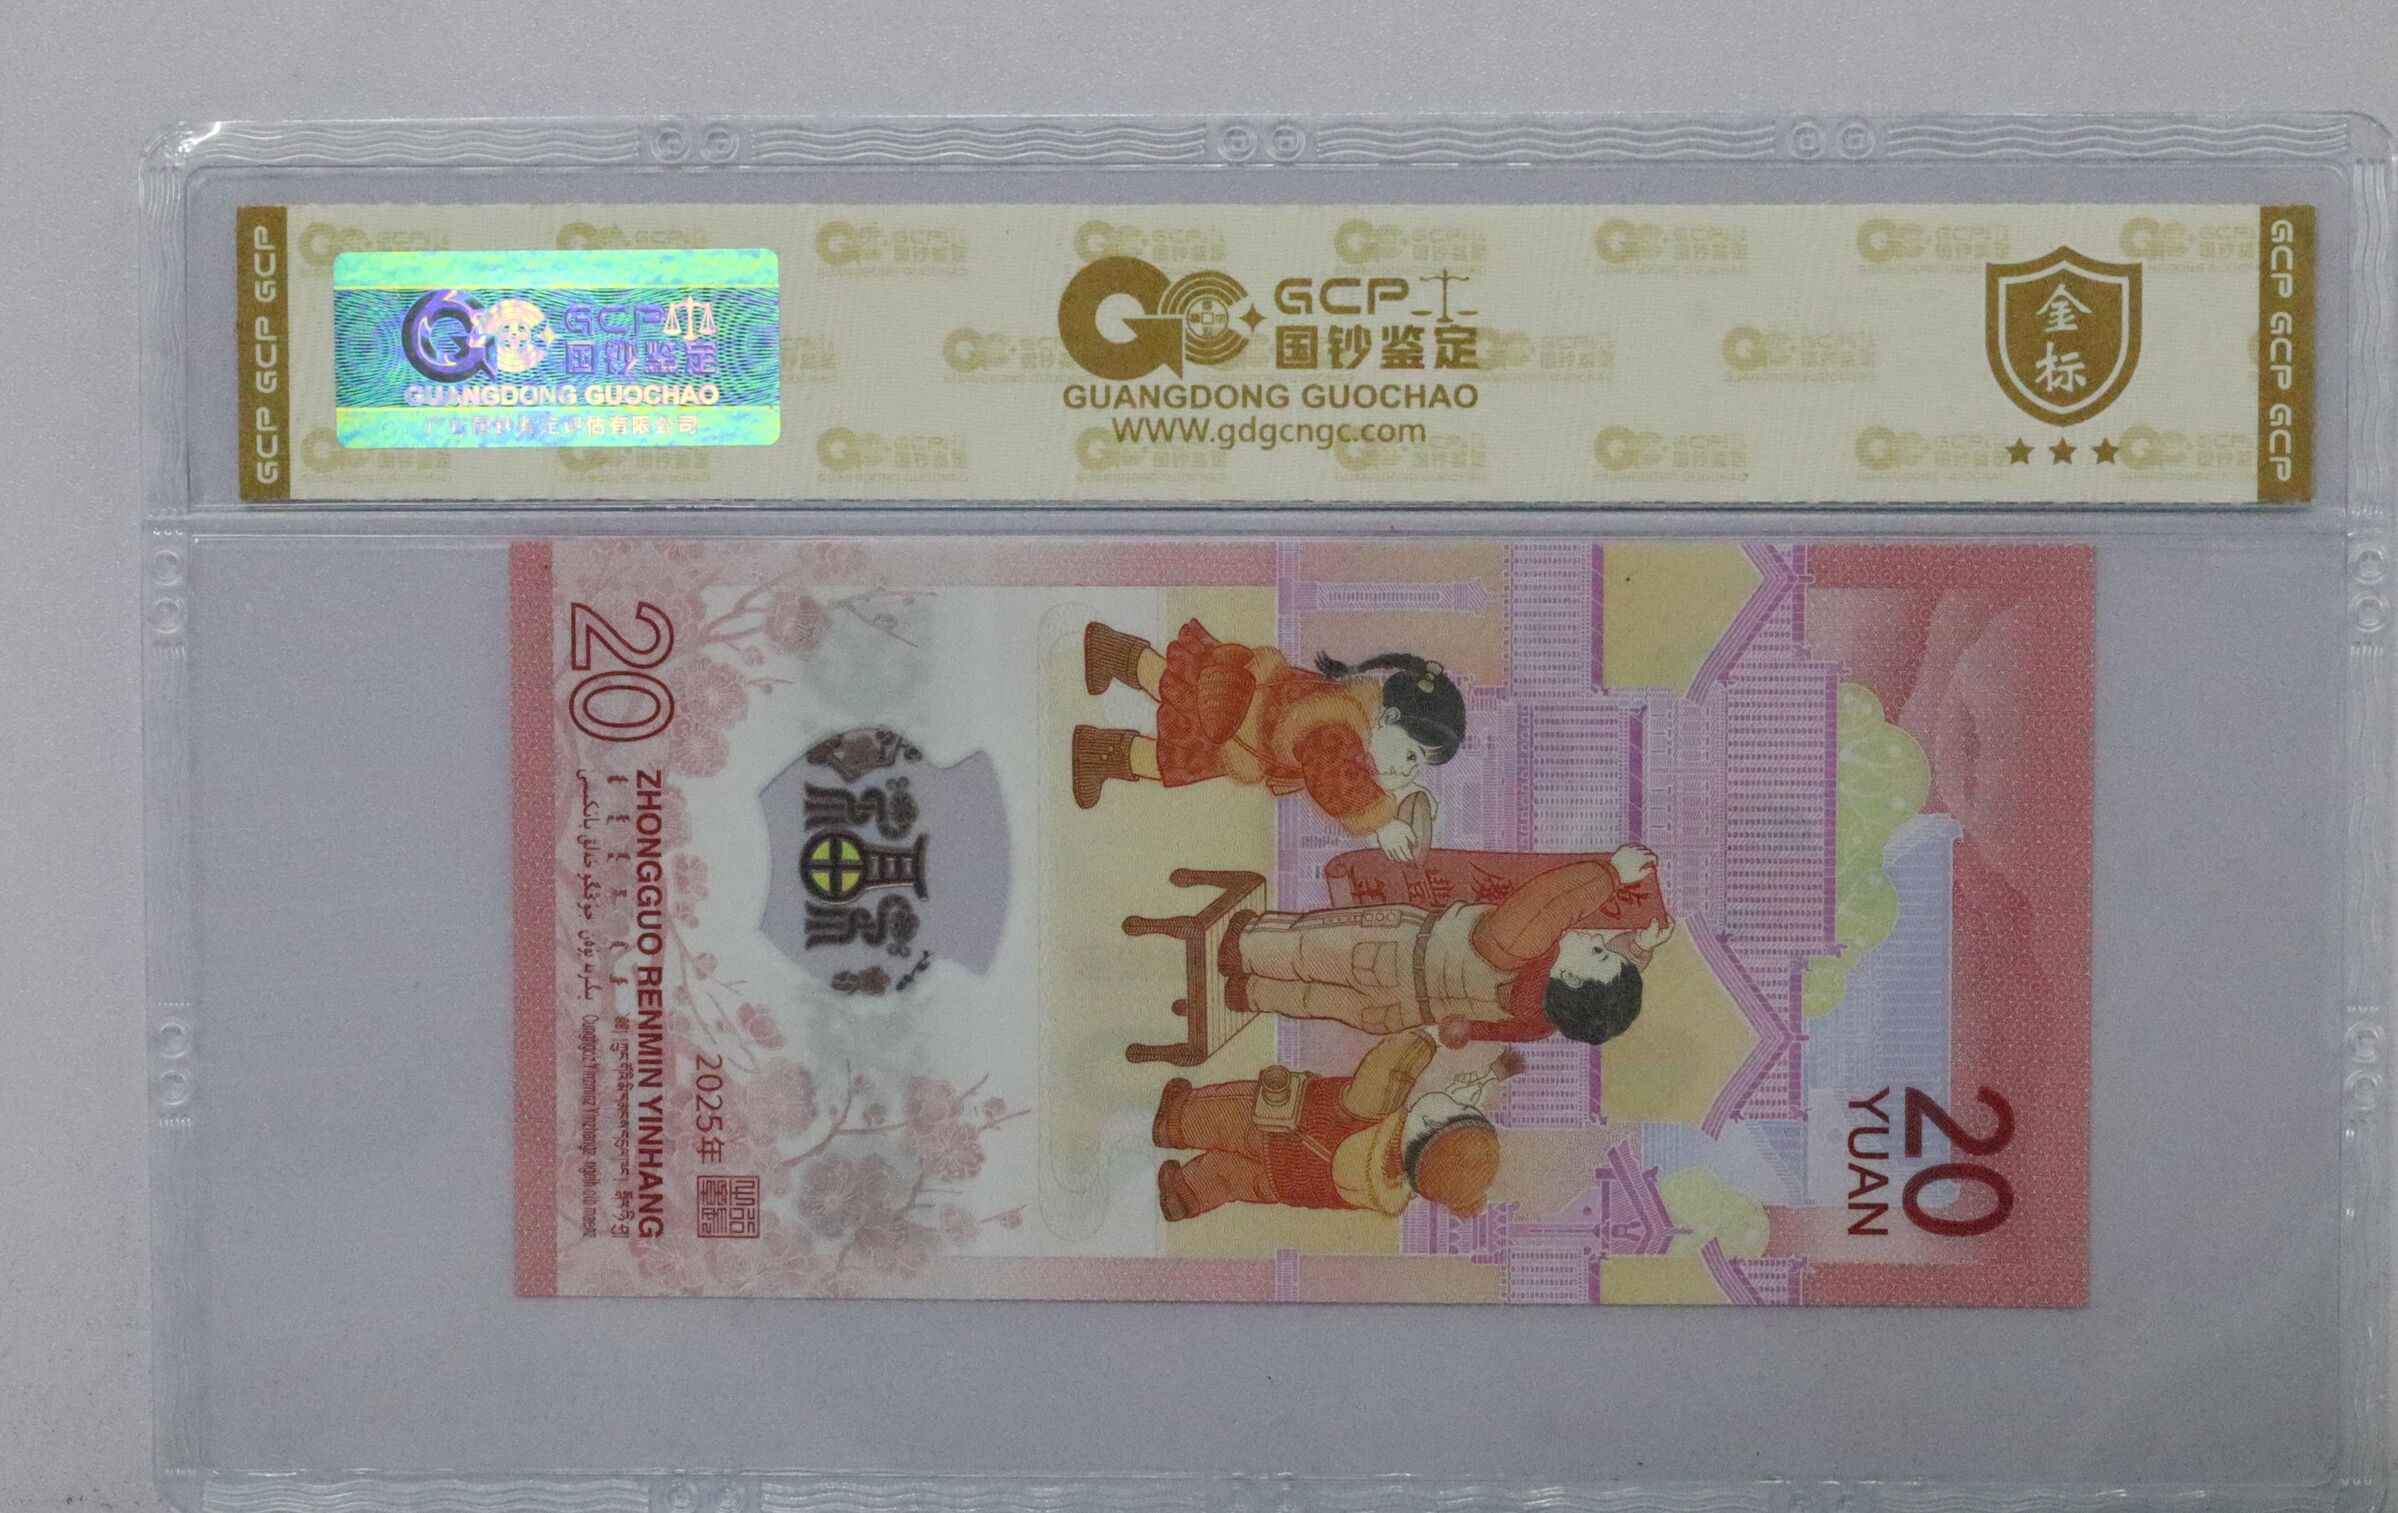 GCP GCP GCP
GCP
国钞鉴定
GUANGDONG GUOCHAO
广东国钞鉴定评估有限公司
GCP
国钞鉴定
GUANGDONG GUOCHAO
WWW.gdgcngc.com
金标
GCP GCP GCP
20
YUAN
20
ZHONGGUO RENMIN YINHANG
2025年